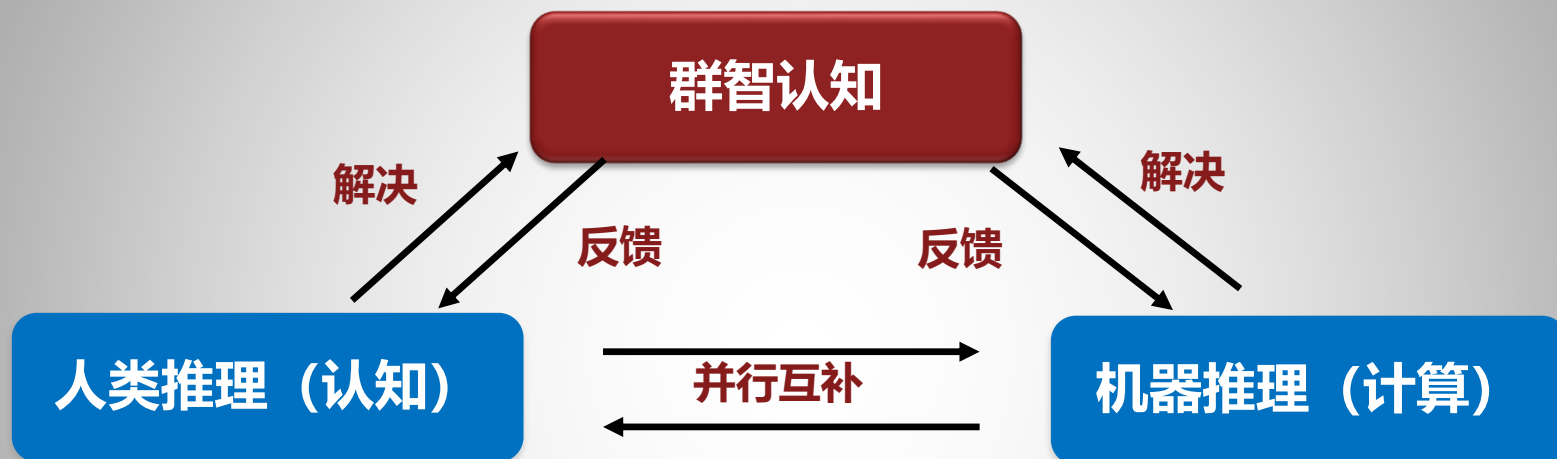 群智认知
解决
解决
反馈
反馈
人类推理（认知）
并行互补
机器推理（计算）